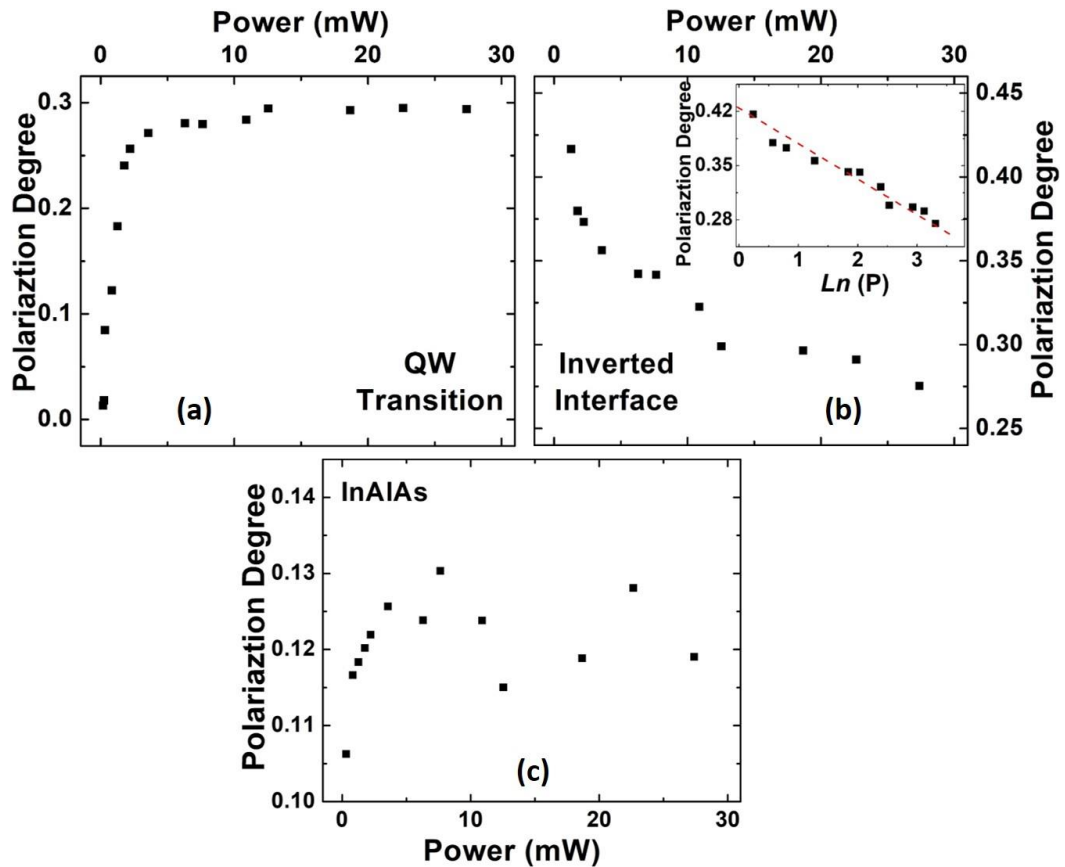 Power (mW)
0 10 20 30
Polariaztion Degree
0.3
0.2
0.1
0.0
(a)
QW
Transition
Power (mW)
0 10 20 30
Polariaztion Degree
0.45
0.40
0.35
0.30
0.25
Polariaztion Degree
0.42
0.35
0.28
0 1 2 3
Ln (P)
Inverted
Interface
(b)
InAlAs
Polariaztion Degree
0.14
0.13
0.12
0.11
0.10
(c)
0 10 20 30
Power (mW)